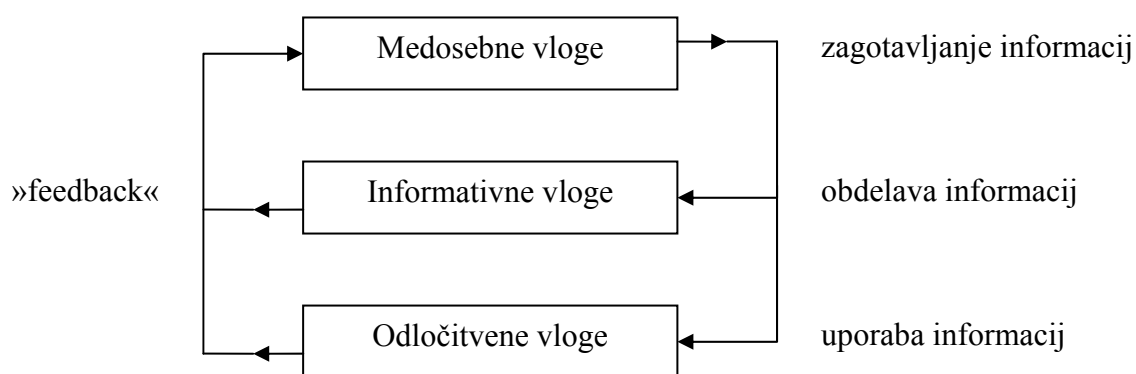 Medosebne vloge
zagotavljanje informacij
»feedback«
Informativne vloge
obdelava informacij
Odločitvene vloge
uporaba informacij